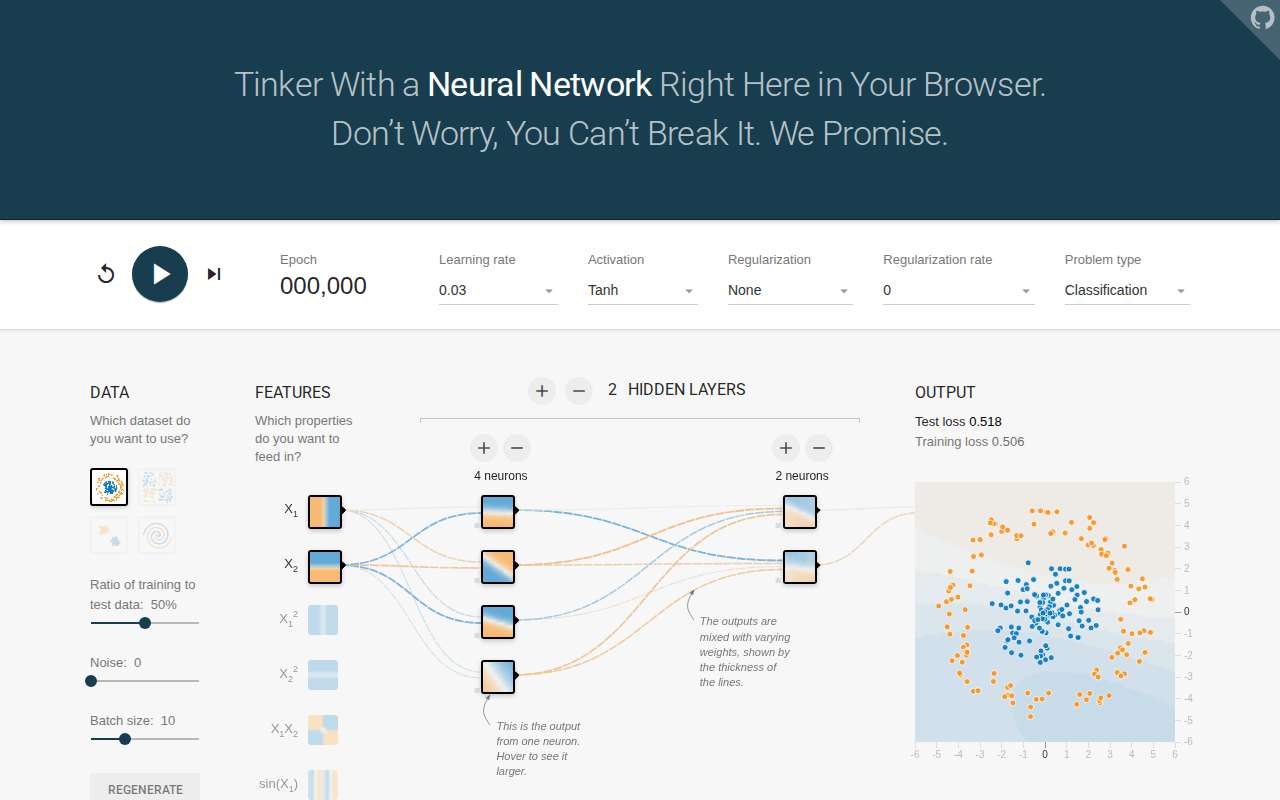 Tinker With a Neural Network Right Here in Your Browser.
Don’t Worry, You Can’t Break It. We Promise.
Epoch
000,000
Learning rate
0.03
Activation
Tanh
Regularization
None
Regularization rate
0
Problem type
Classification
DATA
Which dataset do
you want to use?
Ratio of training to
test data: 50%
Noise: 0
Batch size: 10
REGENERATE
FEATURES
Which properties
do you want to
feed in?
X1
X2
X1²
X2²
X1X2
sin(X1)
2 HIDDEN LAYERS
4 neurons
2 neurons
This is the output
from one neuron.
Hover to see it
larger.
The outputs are
mixed with varying
weights, shown by
the thickness of
the lines.
OUTPUT
Test loss 0.518
Training loss 0.506
6
5
4
3
2
1
0
-1
-2
-3
-4
-5
-6
-6 -5 -4 -3 -2 -1 0 1 2 3 4 5 6